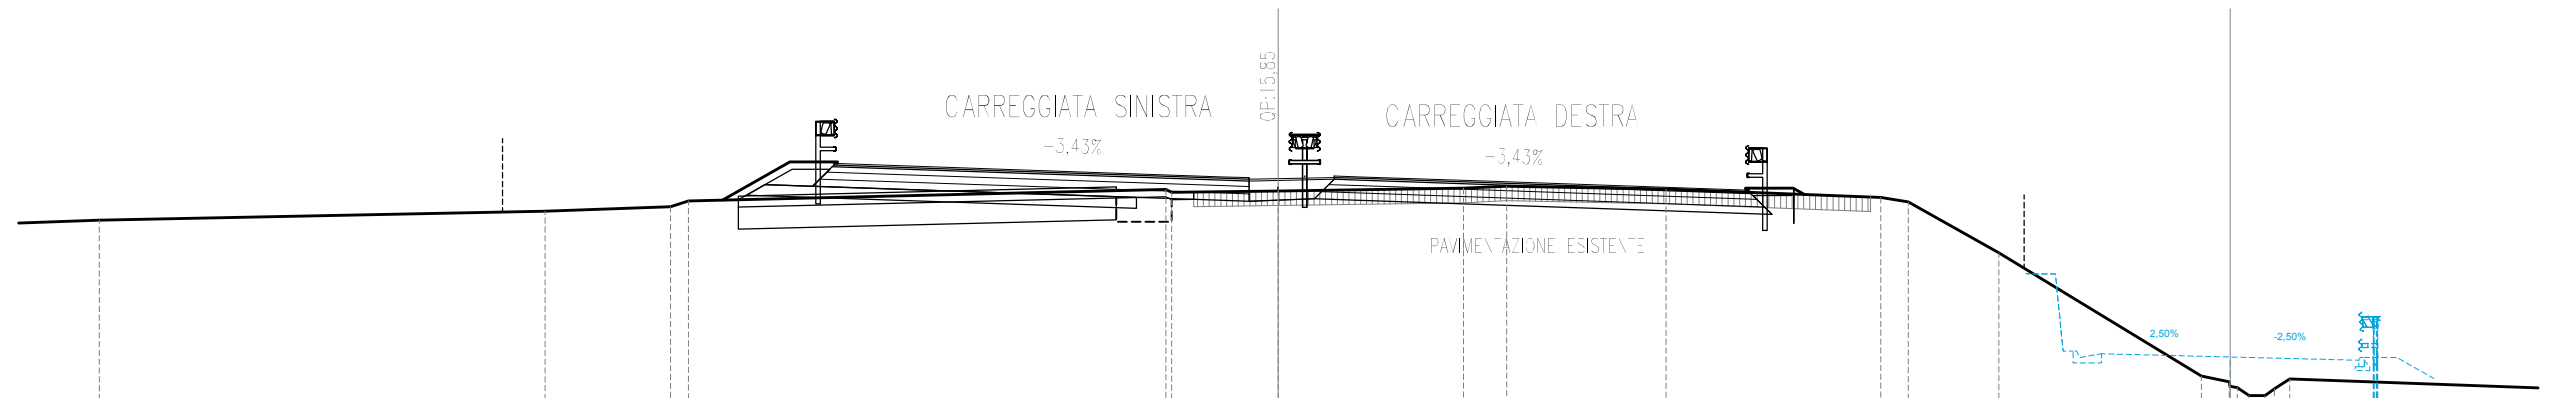 QP:15,85
CARREGGIATA SINISTRA
-3,43%
CARREGGIATA DESTRA
-3,43%
PAVIMENTAZIONE ESISTENTE
2,50%
-2,50%